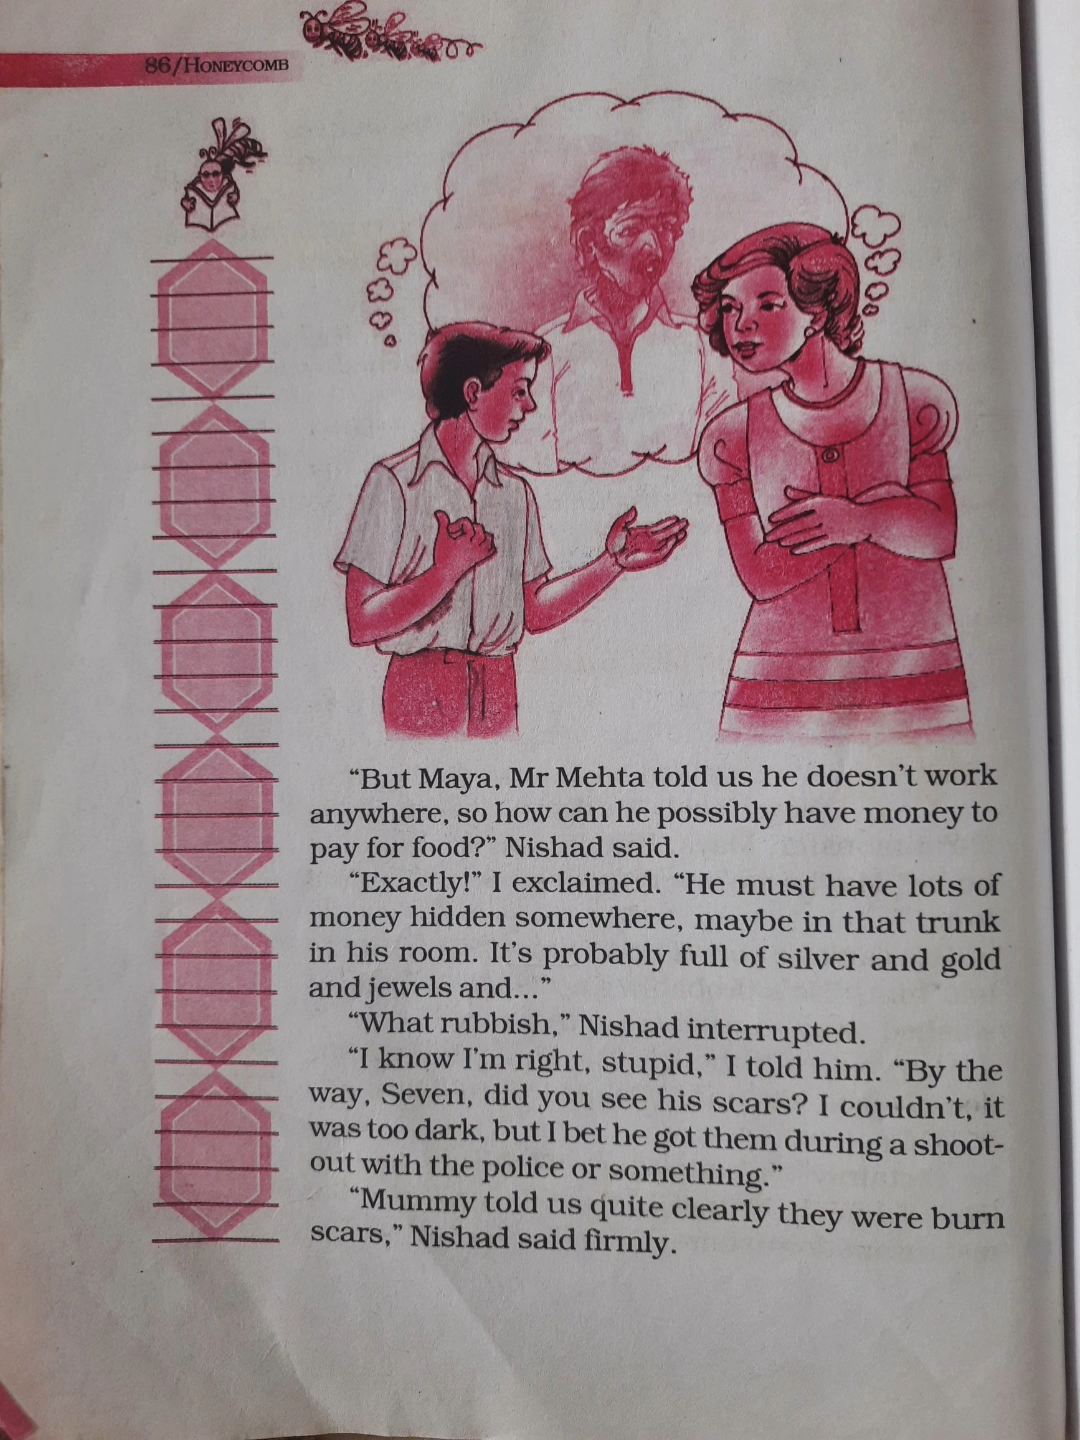 86/HONEYCOMB
“But Maya, Mr Mehta told us he doesn’t work
anywhere, so how can he possibly have money to
pay for food?” Nishad said.
“Exactly!” I exclaimed. “He must have lots of
money hidden somewhere, maybe in that trunk
in his room. It’s probably full of silver and gold
and jewels and...”
“What rubbish,” Nishad interrupted.
“I know I’m right, stupid,” I told him. “By the
way, Seven, did you see his scars? I couldn’t, it
was too dark, but I bet he got them during a shoot-
out with the police or something.”
“Mummy told us quite clearly they were burn
scars,” Nishad said firmly.